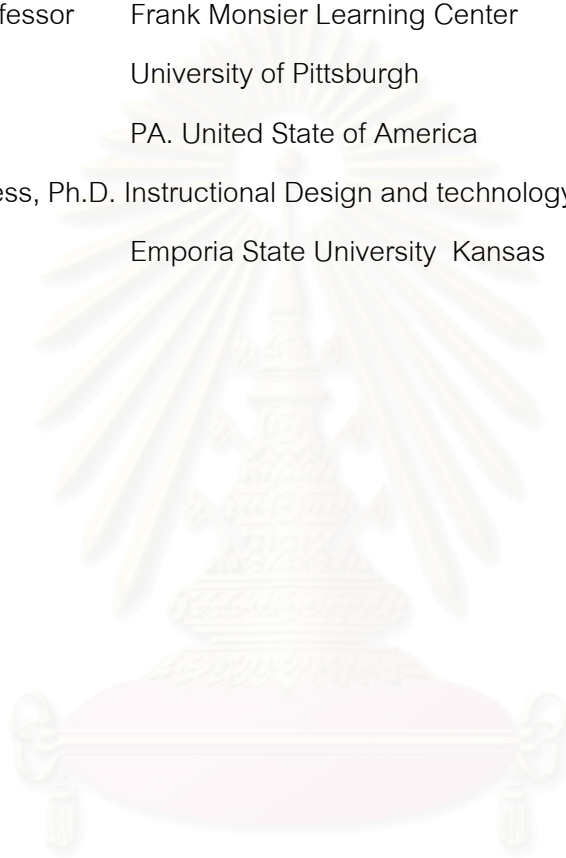 fessor Frank Monsier Learning Center
University of Pittsburgh
PA. United State of America
ess, Ph.D. Instructional Design and technology
Emporia State University Kansas